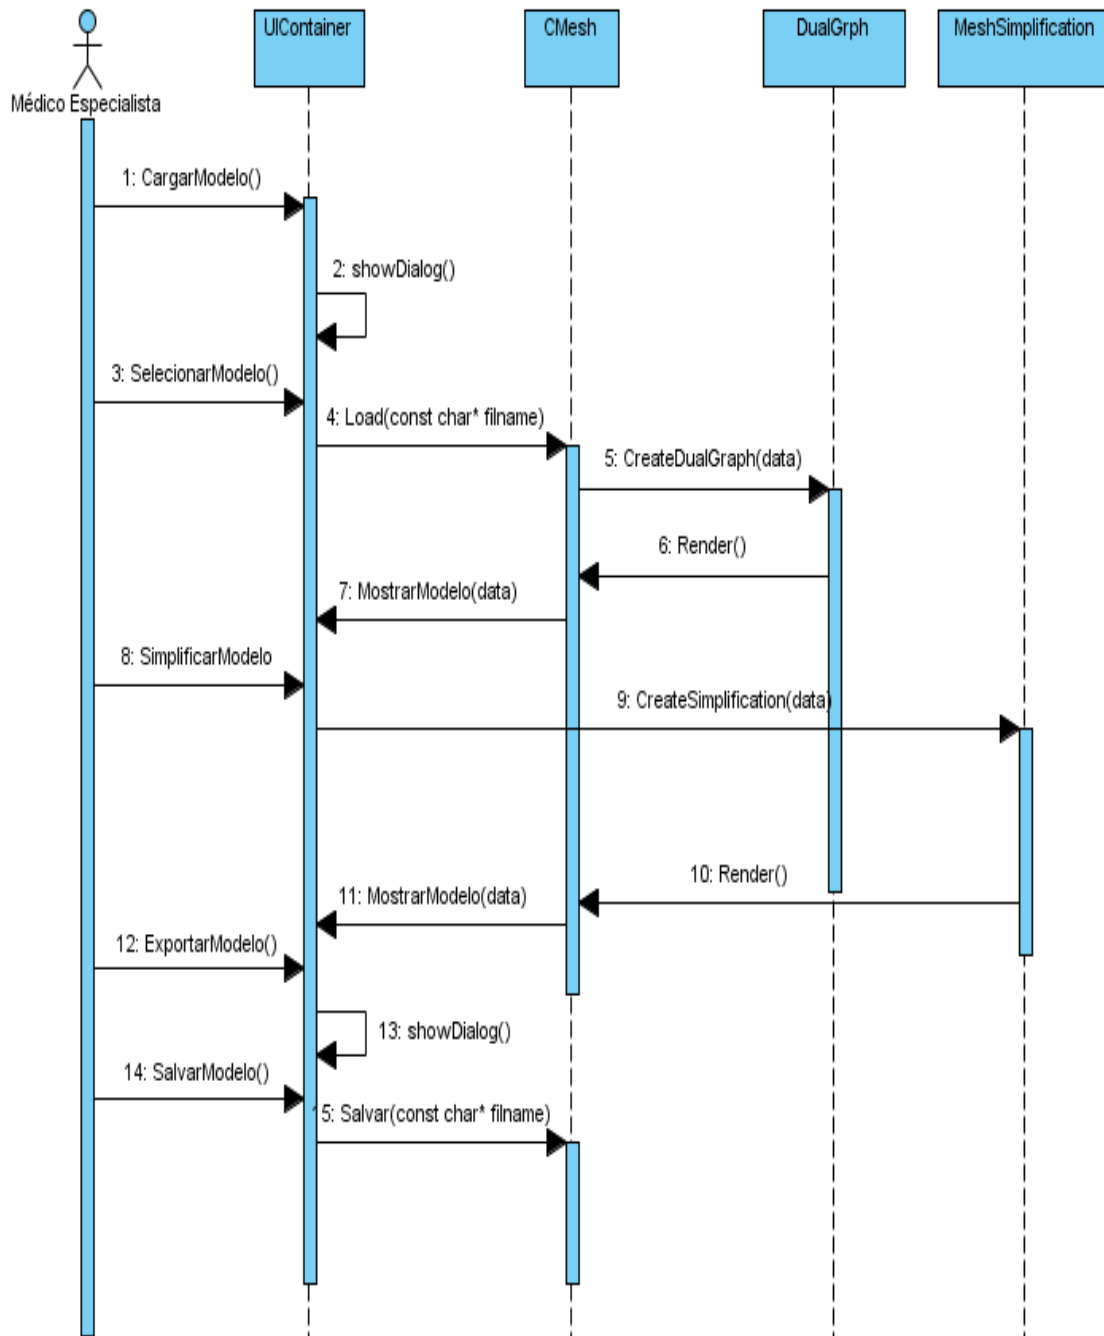 UIContainer
CMesh
DualGrph
MeshSimplification
Médico Especialista
1: CargarModelo()
2: showDialog()
3: SelecionarModelo()
4: Load(const char* filname)
5: CreateDualGraph(data)
6: Render()
7: MostrarModelo(data)
8: SimplificarModelo
9: CreateSimplification(data)
10: Render()
11: MostrarModelo(data)
12: ExportarModelo()
13: showDialog()
14: SalvarModelo()
15: Salvar(const char* filname)